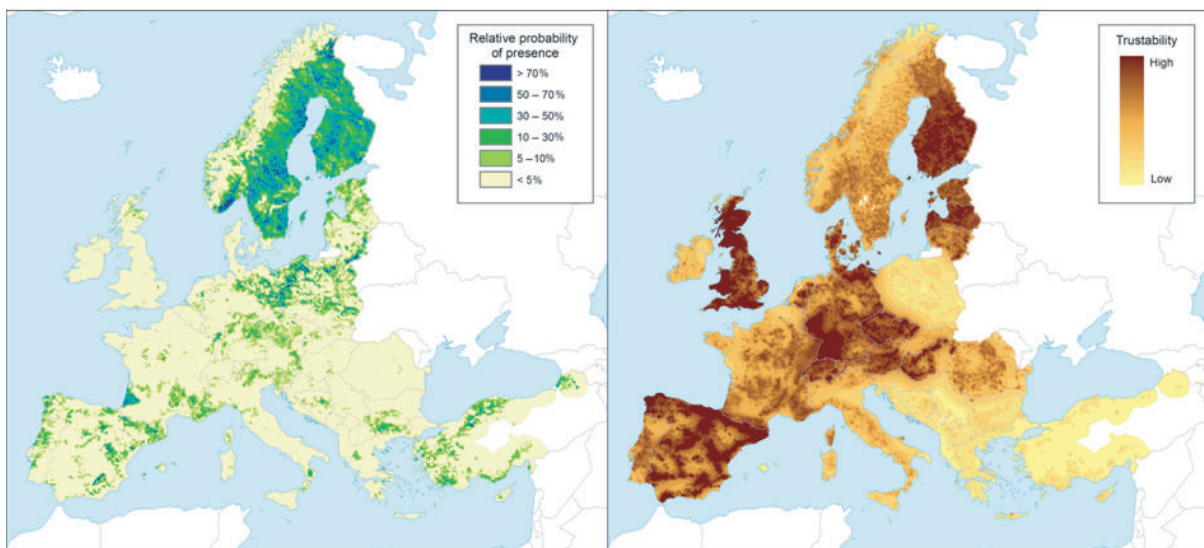 Relative probability
of presence
> 70%
50 – 70%
30 – 50%
10 – 30%
5 –10%
< 5%
Trustability
High
Low